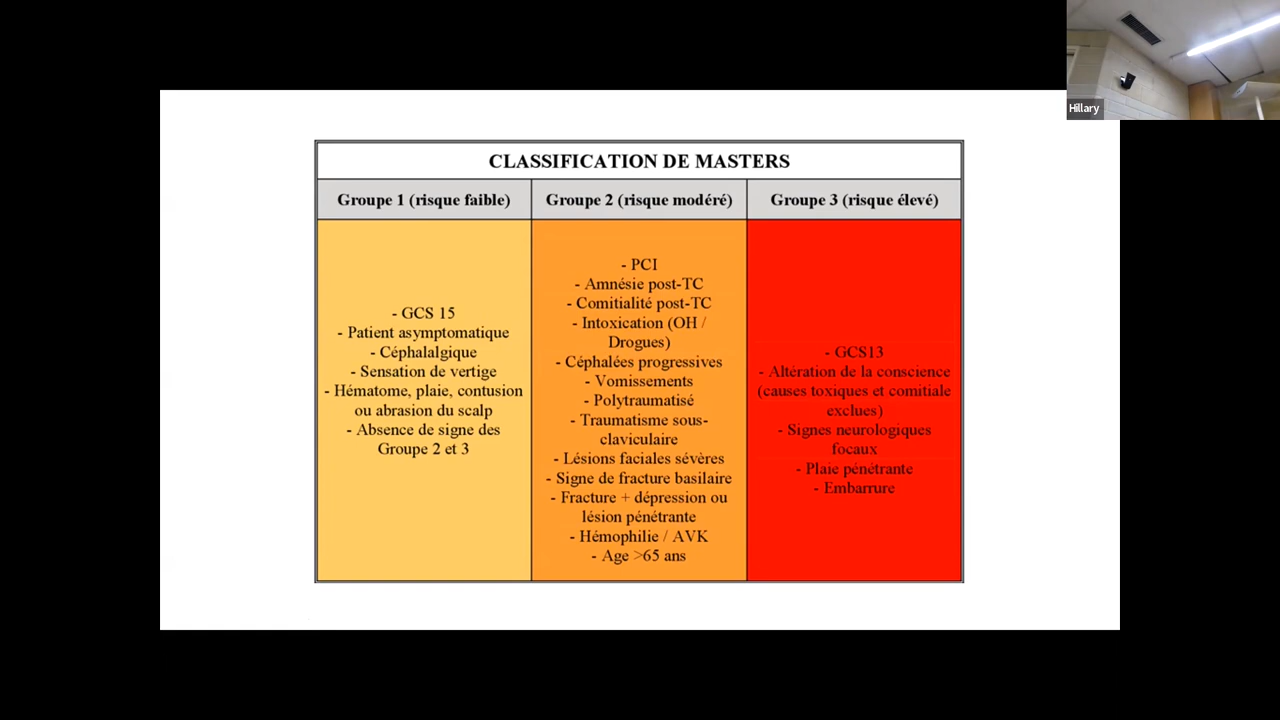 Hillary
CLASSIFICATION DE MASTERS
Groupe 1 (risque faible)
Groupe 2 (risque modéré)
Groupe 3 (risque élevé)
- GCS 15
- Patient asymptomatique
- Céphalalgique
- Sensation de vertige
- Hématome, plaie, contusion
ou abrasion du scalp
- Absence de signe des
Groupe 2 et 3
- PCI
- Amnésie post-TC
- Comitialité post-TC
- Intoxication (OH /
Drogues)
- Céphalées progressives
- Vomissements
- Polytraumatisé
- Traumatisme sous-
claviculaire
- Lésions faciales sévères
- Signe de fracture basilaire
- Fracture + dépression ou
lésion pénétrante
- Hémophilie / AVK
- Age >65 ans
- GCS13
- Altération de la conscience
(causes toxiques et comitiale
exclues)
- Signes neurologiques
focaux
- Plaie pénétrante
- Embarrure